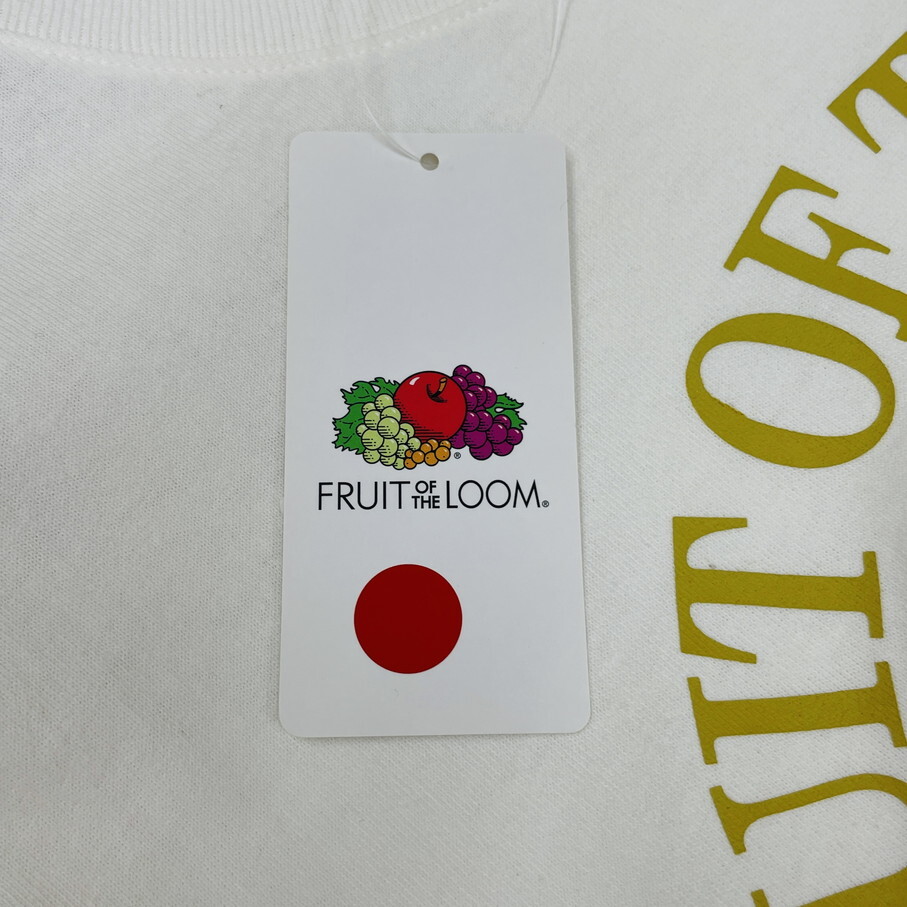 ®
FRUIT OF THE LOOM®
UIT OF T